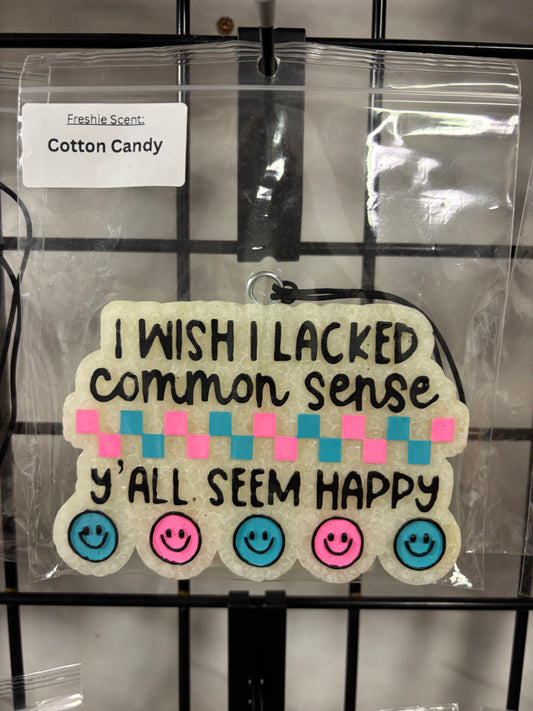 Freshie Scent:
Cotton Candy
I WISH I LACKED
common sense
y'ALL SEEM HAPPY